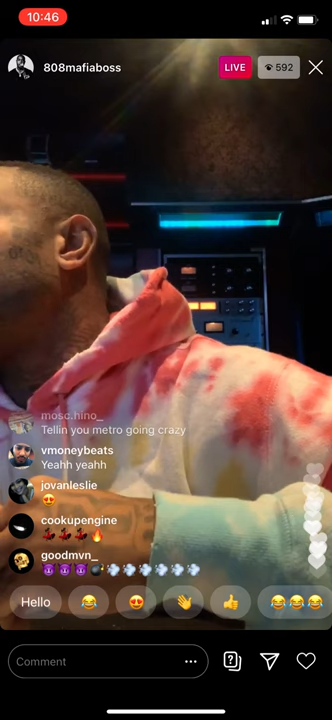 10:46
808mafiaboss
LIVE
592
mosc.hino_
Tellin you metro going crazy
vmoneybeats
Yeahh yeahh
jovanleslie
😍
cookupengine
💃💃💃🔥
goodmvn_
😈😈😈💣💨💨💨💨💨💨
Hello 😂 😍 👋 👍 😂😂😂
Comment